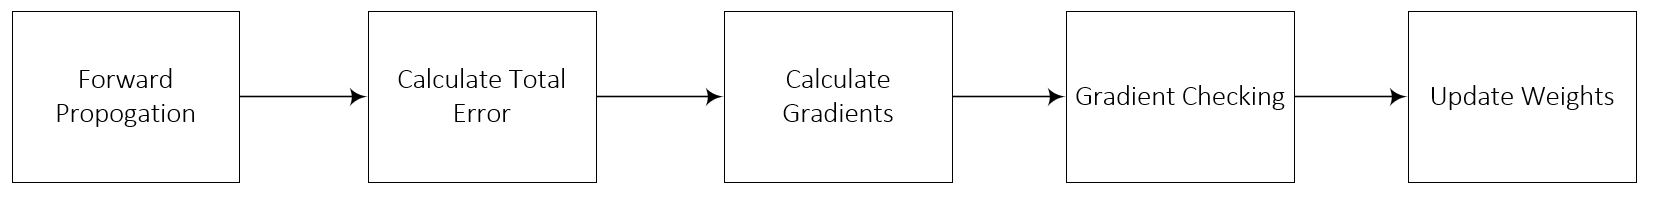 Forward
Propogation
Calculate Total
Error
Calculate
Gradients
Gradient Checking
Update Weights